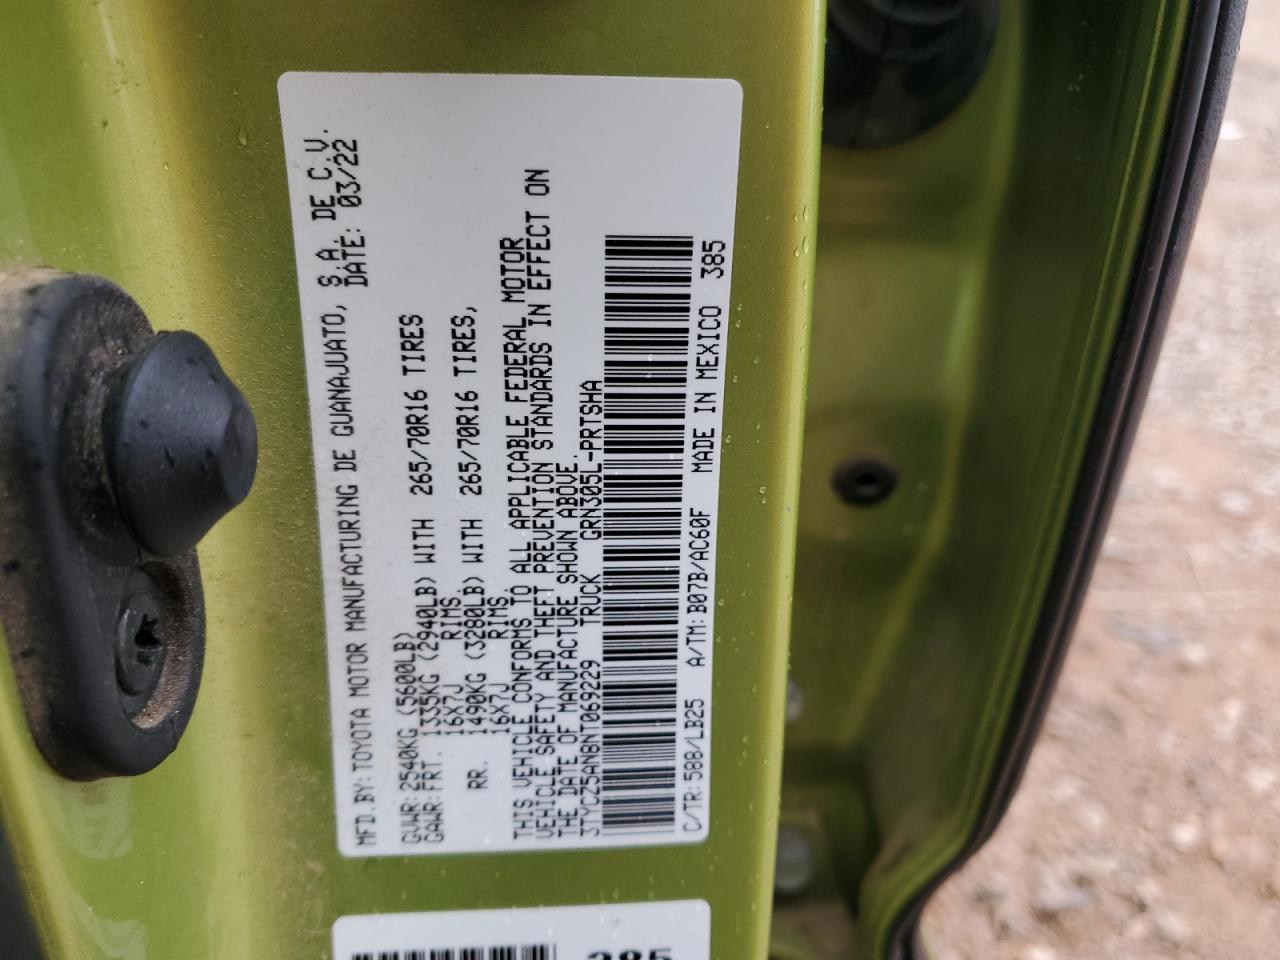 MFD.BY:TOYOTA MOTOR MANUFACTURING DE GUANAJUATO, S.A. DE C.V.
DATE: 03/22
GVWR:2540KG (5600LB)
GAWR:FRT. 1335KG (2940LB) WITH 265/70R16 TIRES
16X7J RIMS.
RR. 1490KG (3280LB) WITH 265/70R16 TIRES,
16X7J RIMS.
THIS VEHICLE CONFORMS TO ALL APPLICABLE FEDERAL MOTOR
VEHICLE SAFETY AND THEFT PREVENTION STANDARDS IN EFFECT ON
THE DATE OF MANUFACTURE SHOWN ABOVE.
3TYCZ5AN8NT069229 TRUCK GRN305L-PRTSHA
C/TR:588/LB25 A/TM:B07B/AC60F MADE IN MEXICO 385
385